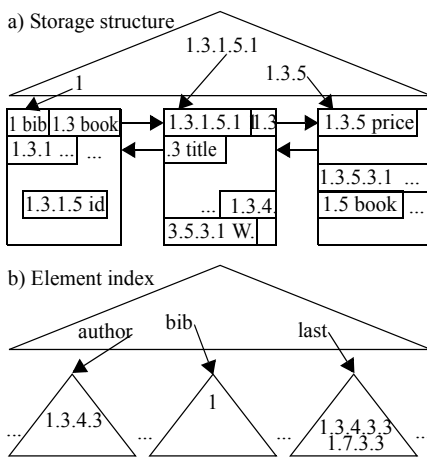 a) Storage structure
1.3.1.5.1
1.3.5
1
1 bib 1.3 book
1.3.1.5.1 1.3
1.3.5 price
1.3.1 ... ...
.3 title
1.3.5.3.1 ...
1.3.1.5 id
... 1.3.4.
1.5 book ...
3.5.3.1 W.
b) Element index
author
bib
last
1.3.4.3
1
1.3.4.3.3
1.7.3.3
... ... ... ...